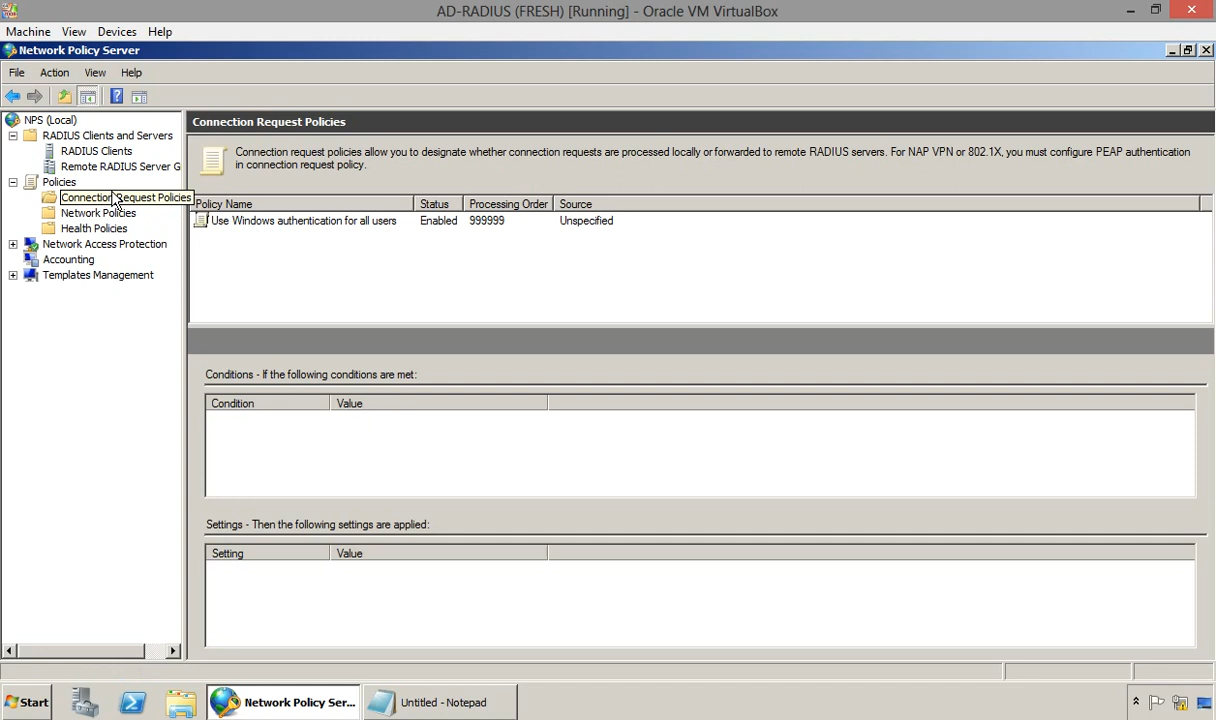 AD-RADIUS (FRESH) [Running] - Oracle VM VirtualBox
Machine View Devices Help
Network Policy Server
File Action View Help
NPS (Local)
RADIUS Clients and Servers
RADIUS Clients
Remote RADIUS Server G
Policies
Connection Request Policies
Network Policies
Health Policies
Network Access Protection
Accounting
Templates Management
Connection Request Policies
Connection request policies allow you to designate whether connection requests are processed locally or forwarded to remote RADIUS servers. For NAP VPN or 802.1X, you must configure PEAP authentication
in connection request policy.
Policy Name Status Processing Order Source
Use Windows authentication for all users Enabled 999999 Unspecified
Conditions - If the following conditions are met:
Condition Value
Settings - Then the following settings are applied:
Setting Value
Start Network Policy Ser... Untitled - Notepad